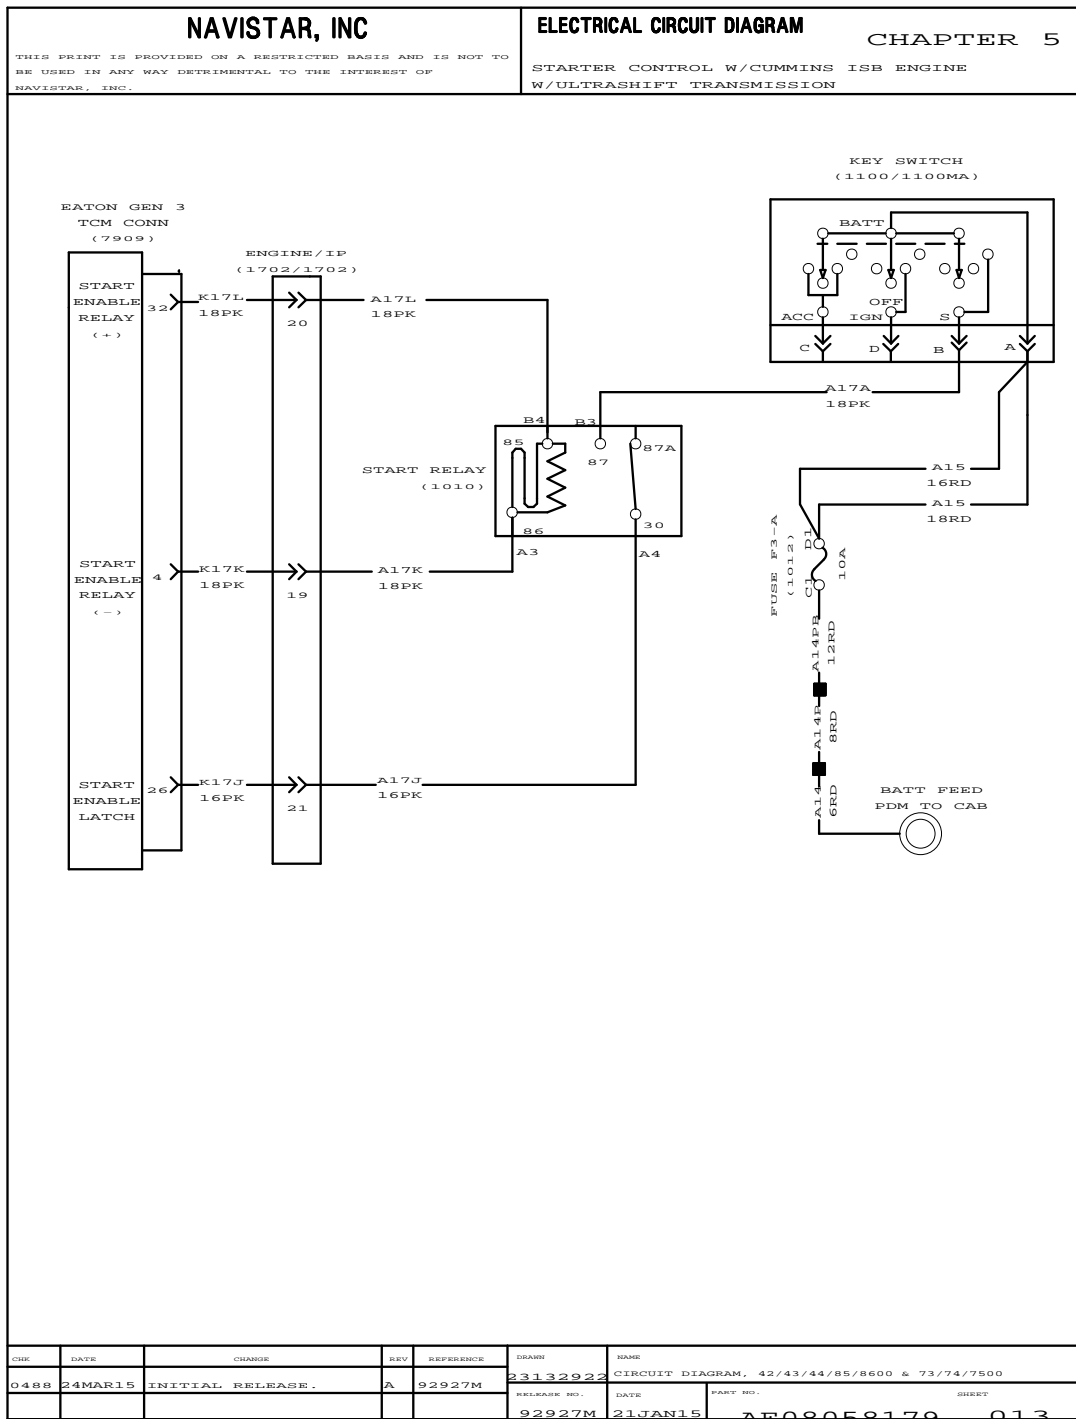 NAVISTAR, INC
THIS PRINT IS PROVIDED ON A RESTRICTED BASIS AND IS NOT TO
BE USED IN ANY WAY DETRIMENTAL TO THE INTEREST OF
NAVISTAR, INC.
ELECTRICAL CIRCUIT DIAGRAM
CHAPTER 5
STARTER CONTROL W/CUMMINS ISB ENGINE
W/ULTRASHIFT TRANSMISSION
KEY SWITCH
(1100/1100MA)
BATT
OFF
ACC
IGN
S
C
D
B
A
EATON GEN 3
TCM CONN
(7909)
ENGINE/IP
(1702/1702)
START
ENABLE
RELAY
(+)
32
K17L
18PK
20
A17L
18PK
A17A
18PK
B4
B3
85
87
87A
START RELAY
(1010)
86
30
A3
A4
A15
16RD
A15
18RD
FUSE F3-A
(1012)
C1
D1
10A
START
ENABLE
RELAY
(-)
4
K17K
18PK
19
A17K
18PK
A14PB
12RD
A14P
8RD
A14
6RD
BATT FEED
PDM TO CAB
START
ENABLE
LATCH
26
K17J
16PK
21
A17J
16PK
CHK DATE CHANGE REV REFERENCE
0488 24MAR15 INITIAL RELEASE. A 92927M
DRAWN
23132922
NAME
CIRCUIT DIAGRAM, 42/43/44/85/8600 & 73/74/7500
RELEASE NO.
92927M
DATE
21JAN15
PART NO.
AF08058179
SHEET
013